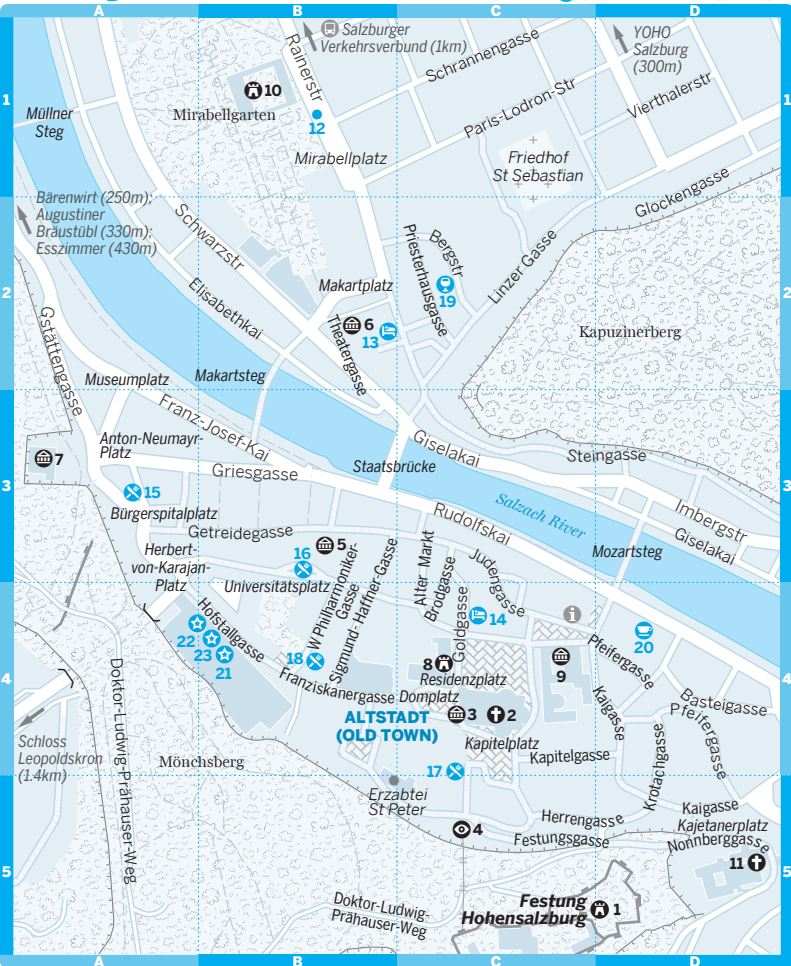 A
B
C
D
Salzburger
Verkehrsverbund (1km)
YOHO
Salzburg
(300m)
Rainerstr
Schrannengasse
1
10
Mirabellgarten
12
Paris-Lodron-Str
Vierthalerstr
1
Müllner
Steg
Mirabellplatz
Friedhof
St Sebastian
Glockengasse
Bärenwirt (250m);
Augustiner
Bräustübl (330m);
Esszimmer (430m)
Schwarzstr
Priesterhausgasse
Bergstr
Linzer Gasse
2
Elisabethkai
Makartplatz
19
2
6
13
Theatergasse
Kapuzinerberg
Gstättengasse
Museumplatz
Makartsteg
Franz-Josef-Kai
Anton-Neumayr-
Platz
Giselakai
Steingasse
7
Griesgasse
Staatsbrücke
3
15
Salzach River
Imbergstr
3
Bürgerspitalplatz
Rudolfskai
Giselakai
Getreidegasse
Mozartsteg
Herbert-
von-Karajan-
Platz
16
5
Universitätsplatz
W Philharmoniker-
Gasse
Sigmund-Haffner-Gasse
Alter Markt
Brodgasse
Goldgasse
Judengasse
14
i
20
Hofstallgasse
22
23
21
18
8
Residenzplatz
9
Pfeifergasse
4
Franziskanergasse
Domplatz
Kaigasse
Basteigasse
Pfeifergasse
4
ALTSTADT
(OLD TOWN)
3
2
Kapitelplatz
Kapitelgasse
Krotachgasse
Schloss
Leopoldskron
(1.4km)
Doktor-Ludwig-Prähauser-Weg
Mönchsberg
17
Erzabtei
St Peter
Herrengasse
Kaigasse
Kajetanerplatz
4
Festungsgasse
Nonnberggasse
5
11
5
Doktor-Ludwig-
Prähauser-Weg
Festung
Hohensalzburg
1
A
B
C
D